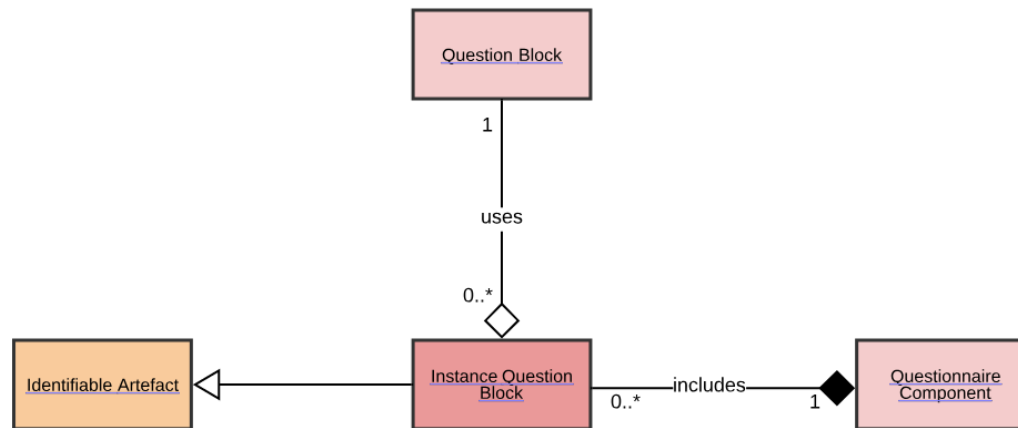 Question Block
1
uses
0..*
Identifiable Artefact
Instance Question
Block
includes
0..*
1
Questionnaire
Component